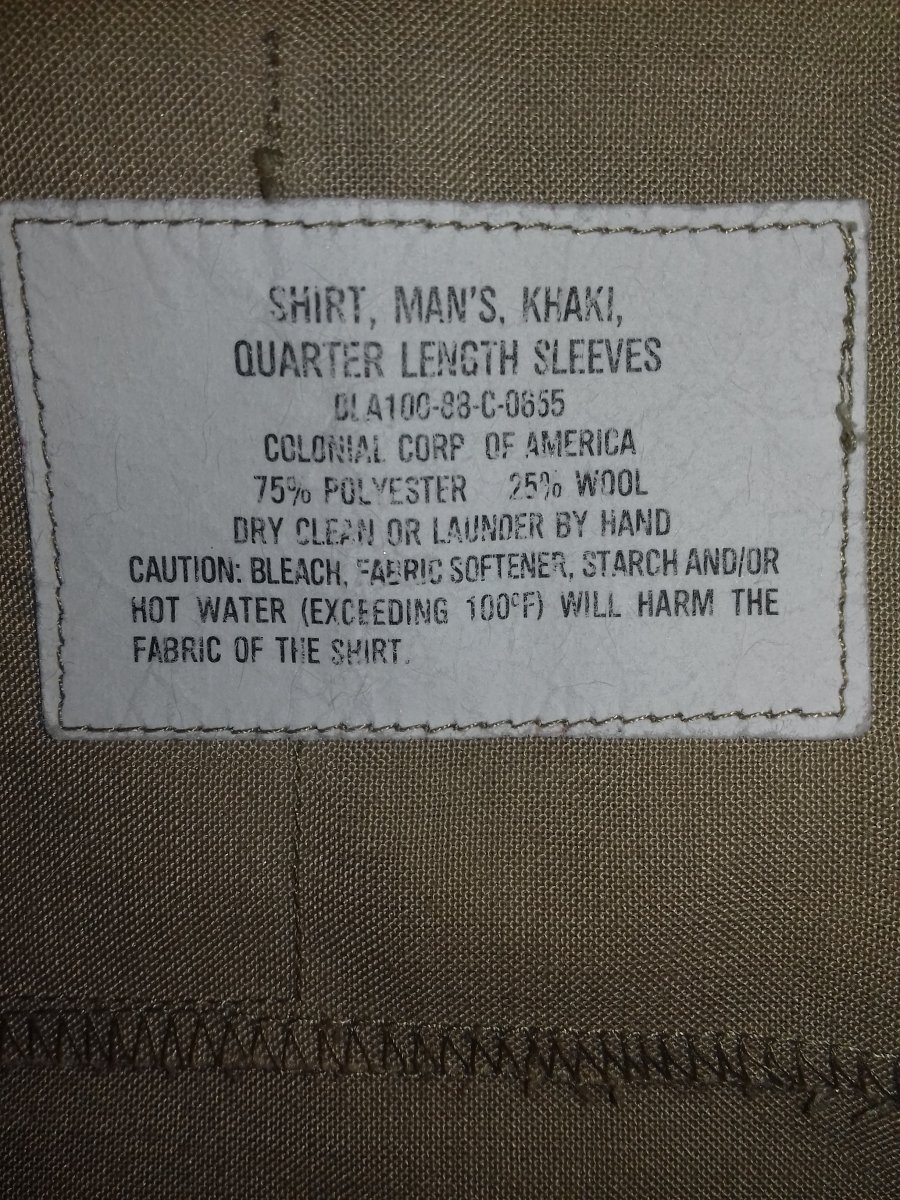 SHIRT, MAN'S, KHAKI,
QUARTER LENGTH SLEEVES
DLA100-88-C-0655
COLONIAL CORP OF AMERICA
75% POLYESTER 25% WOOL
DRY CLEAN OR LAUNDER BY HAND
CAUTION: BLEACH, FABRIC SOFTENER, STARCH AND/OR
HOT WATER (EXCEEDING 100°F) WILL HARM THE
FABRIC OF THE SHIRT.